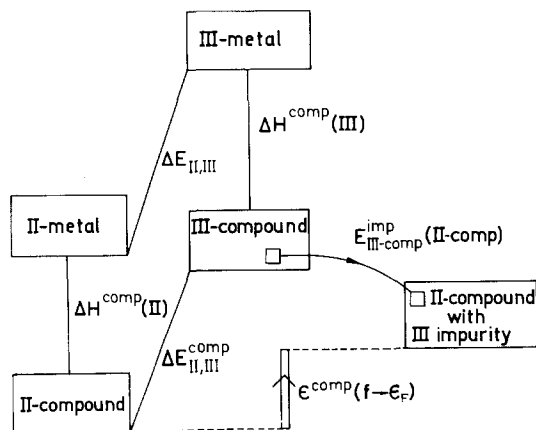 III-metal
ΔH^comp(III)
ΔE_II,III
II-metal
III-compound
E^imp_III-comp(II-comp)
ΔH^comp(II)
ΔE^comp_II,III
II-compound
with
III impurity
II-compound
ϵ^comp(f→ϵ_F)